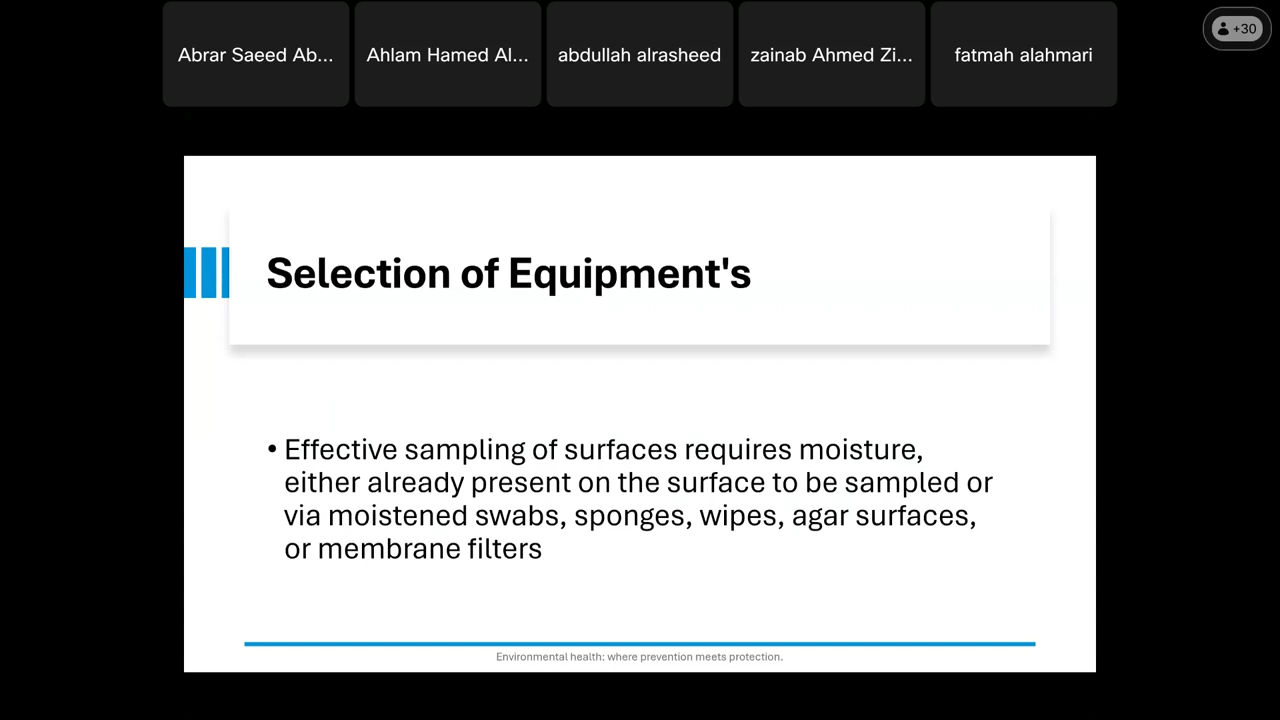 Abrar Saeed Ab...
Ahlam Hamed Al...
abdullah alrasheed
zainab Ahmed Zi...
fatmah alahmari
+30
Selection of Equipment's
• Effective sampling of surfaces requires moisture,
either already present on the surface to be sampled or
via moistened swabs, sponges, wipes, agar surfaces,
or membrane filters
Environmental health: where prevention meets protection.